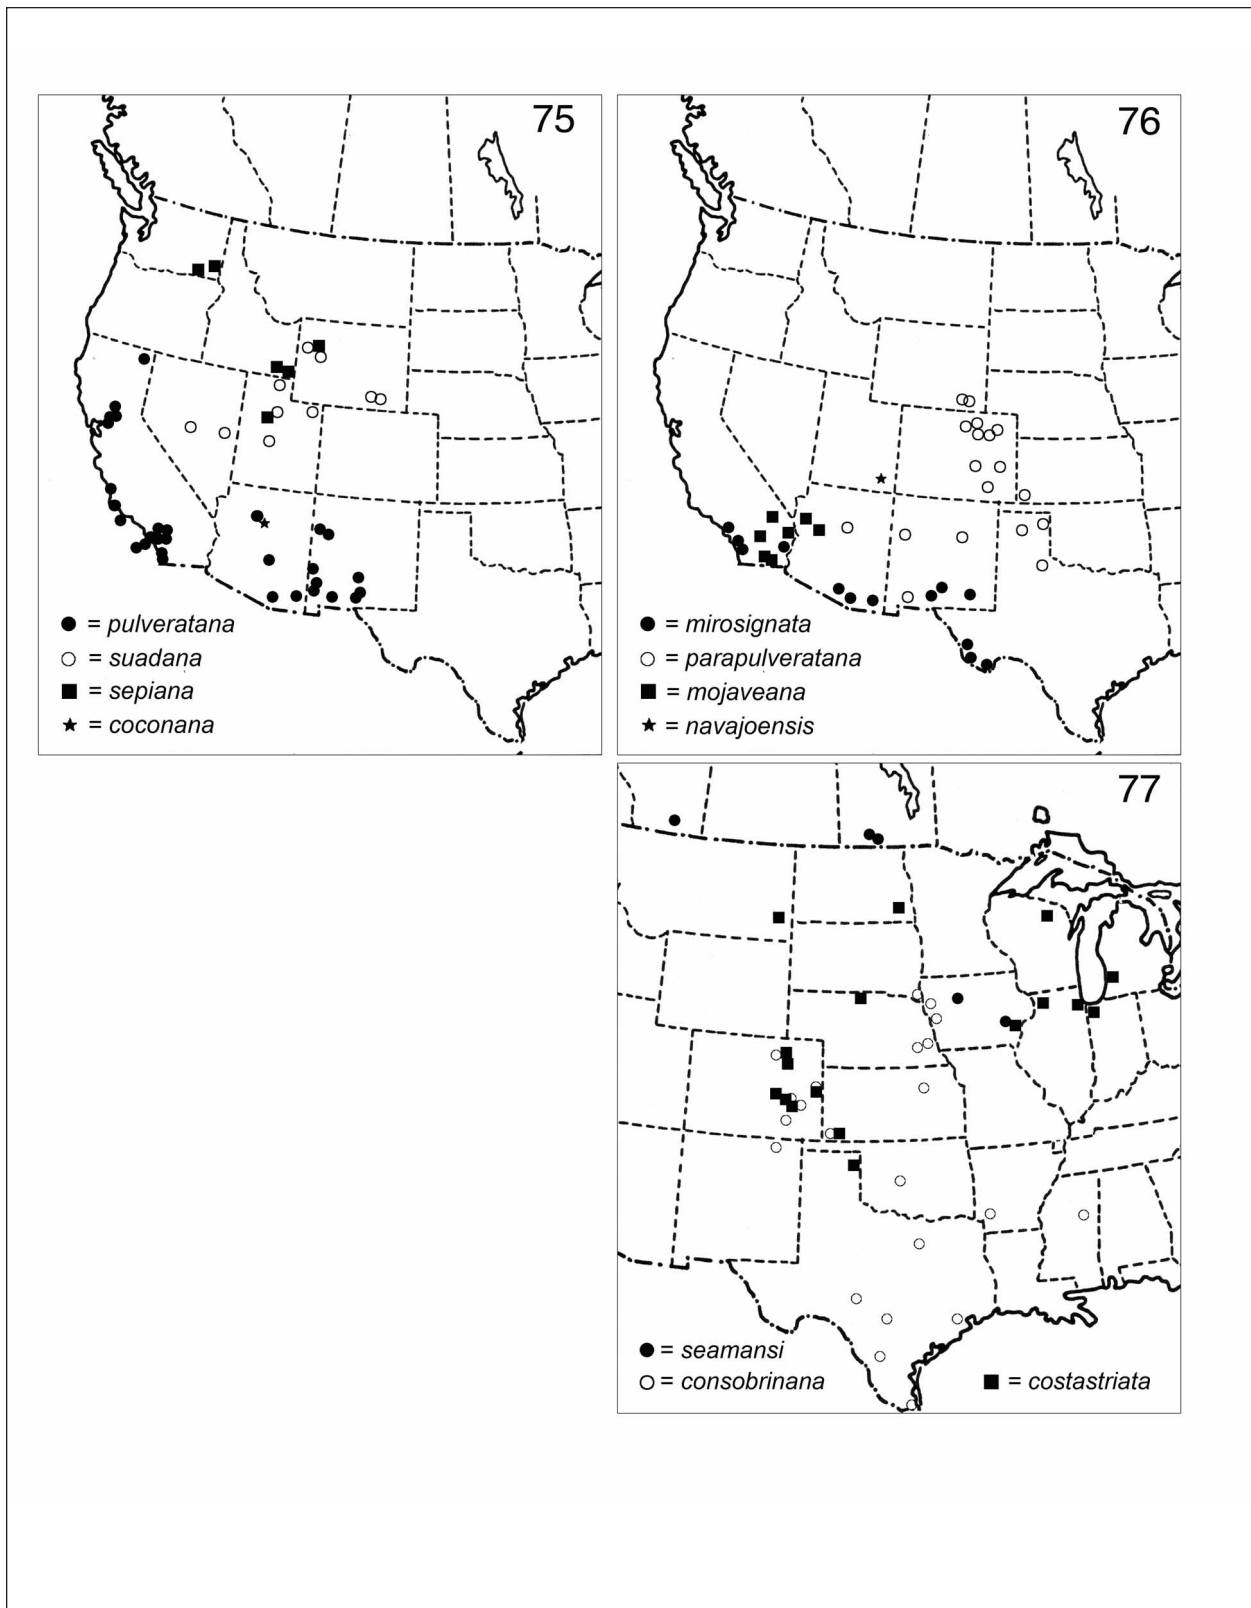 75
● = pulveratana
○ = suadana
■ = sepiana
★ = coconana
76
● = mirosignata
○ = parapulveratana
■ = mojaveana
★ = navajoensis
77
● = seamansi
○ = consobrinana
■ = costastriata